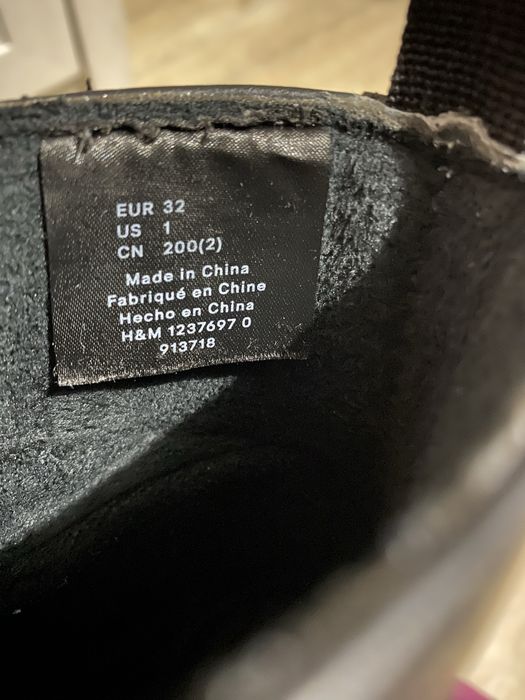 EUR 32
US 1
CN 200(2)
Made in China
Fabriqué en Chine
Hecho en China
H&M 1237697 0
913718